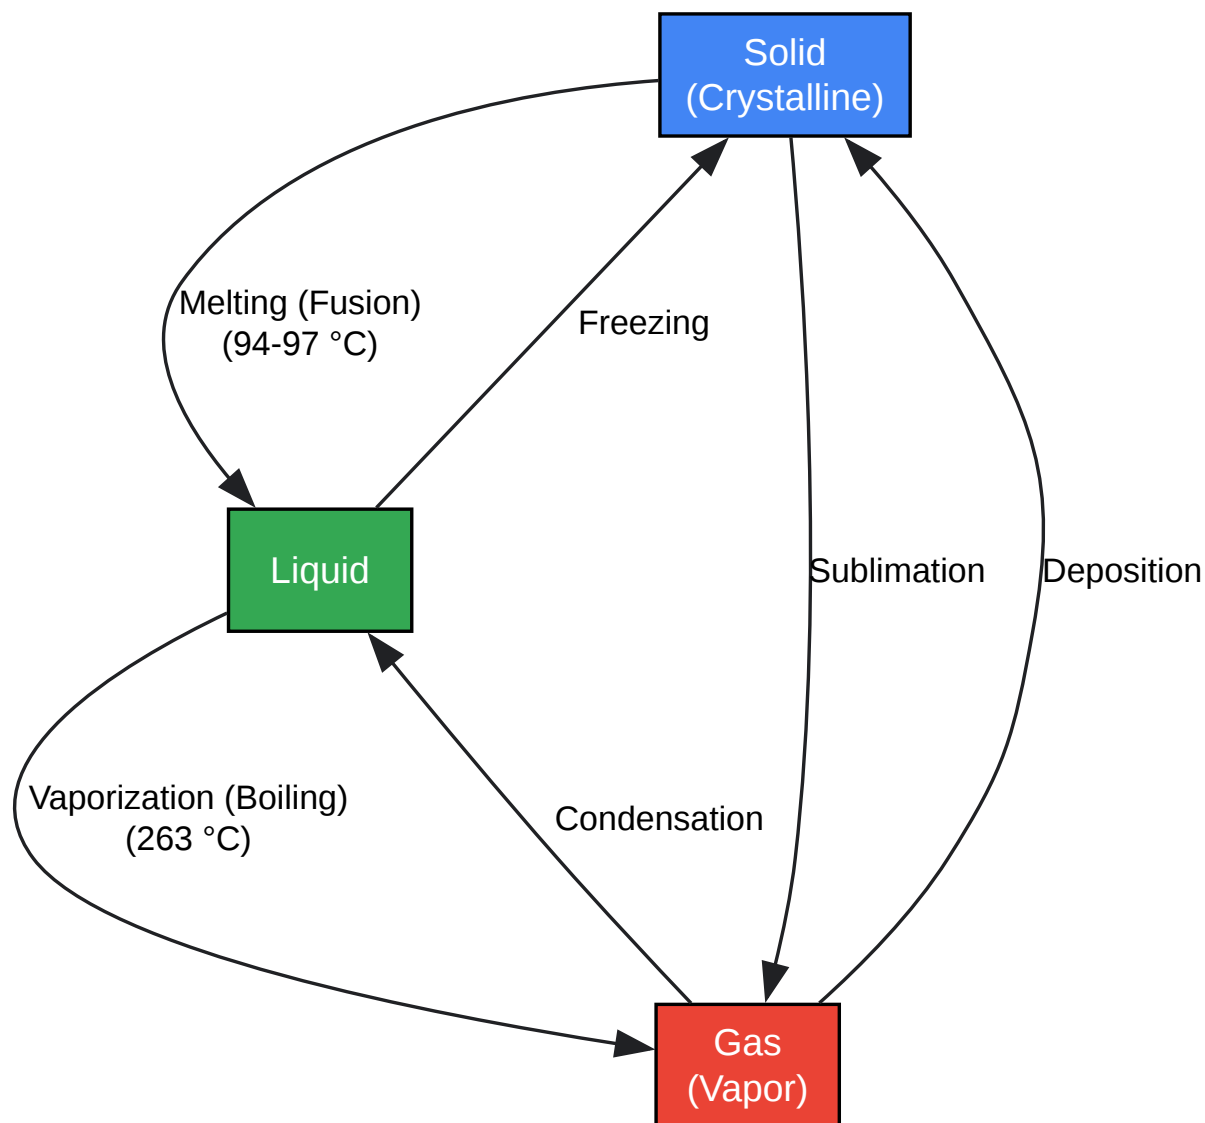 Solid
(Crystalline)
Melting (Fusion)
(94-97 °C)
Freezing
Liquid
Sublimation
Deposition
Vaporization (Boiling)
(263 °C)
Condensation
Gas
(Vapor)